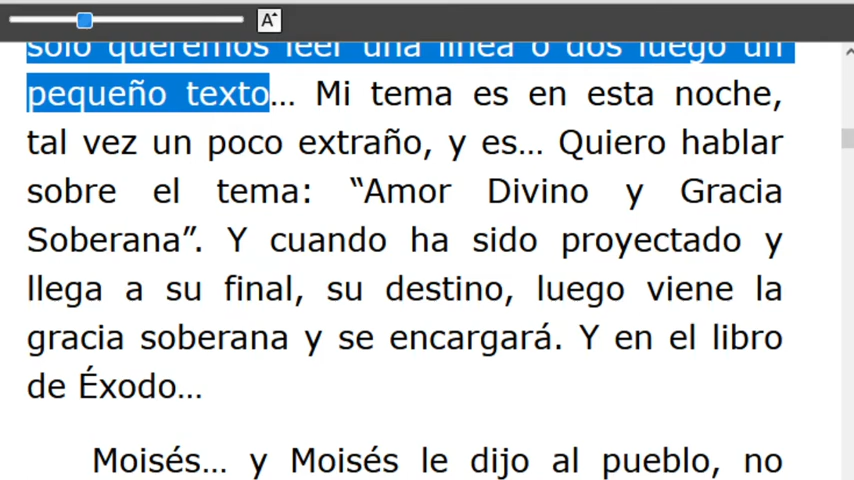 A
solo queremos leer una línea o dos luego un
pequeño texto... Mi tema es en esta noche,
tal vez un poco extraño, y es... Quiero hablar
sobre el tema: “Amor Divino y Gracia
Soberana”. Y cuando ha sido proyectado y
llega a su final, su destino, luego viene la
gracia soberana y se encargará. Y en el libro
de Éxodo...
Moisés... y Moisés le dijo al pueblo, no